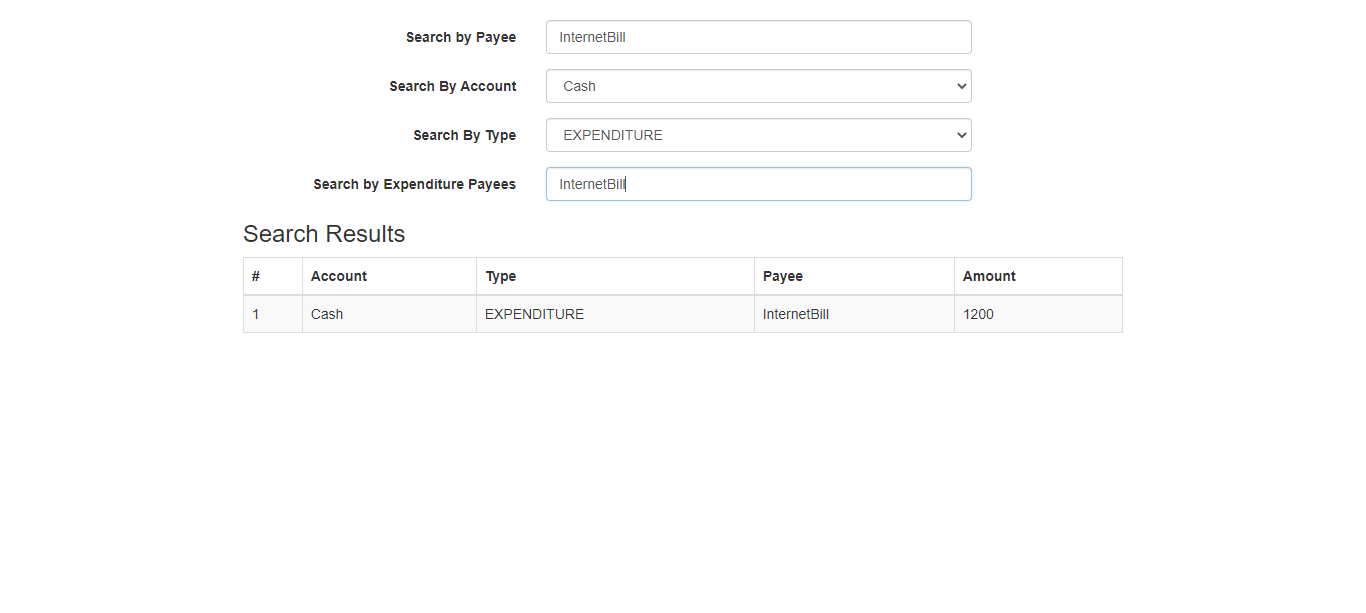 Search by Payee InternetBill
Search By Account Cash
Search By Type EXPENDITURE
Search by Expenditure Payees InternetBill
Search Results
# Account Type Payee Amount
1 Cash EXPENDITURE InternetBill 1200